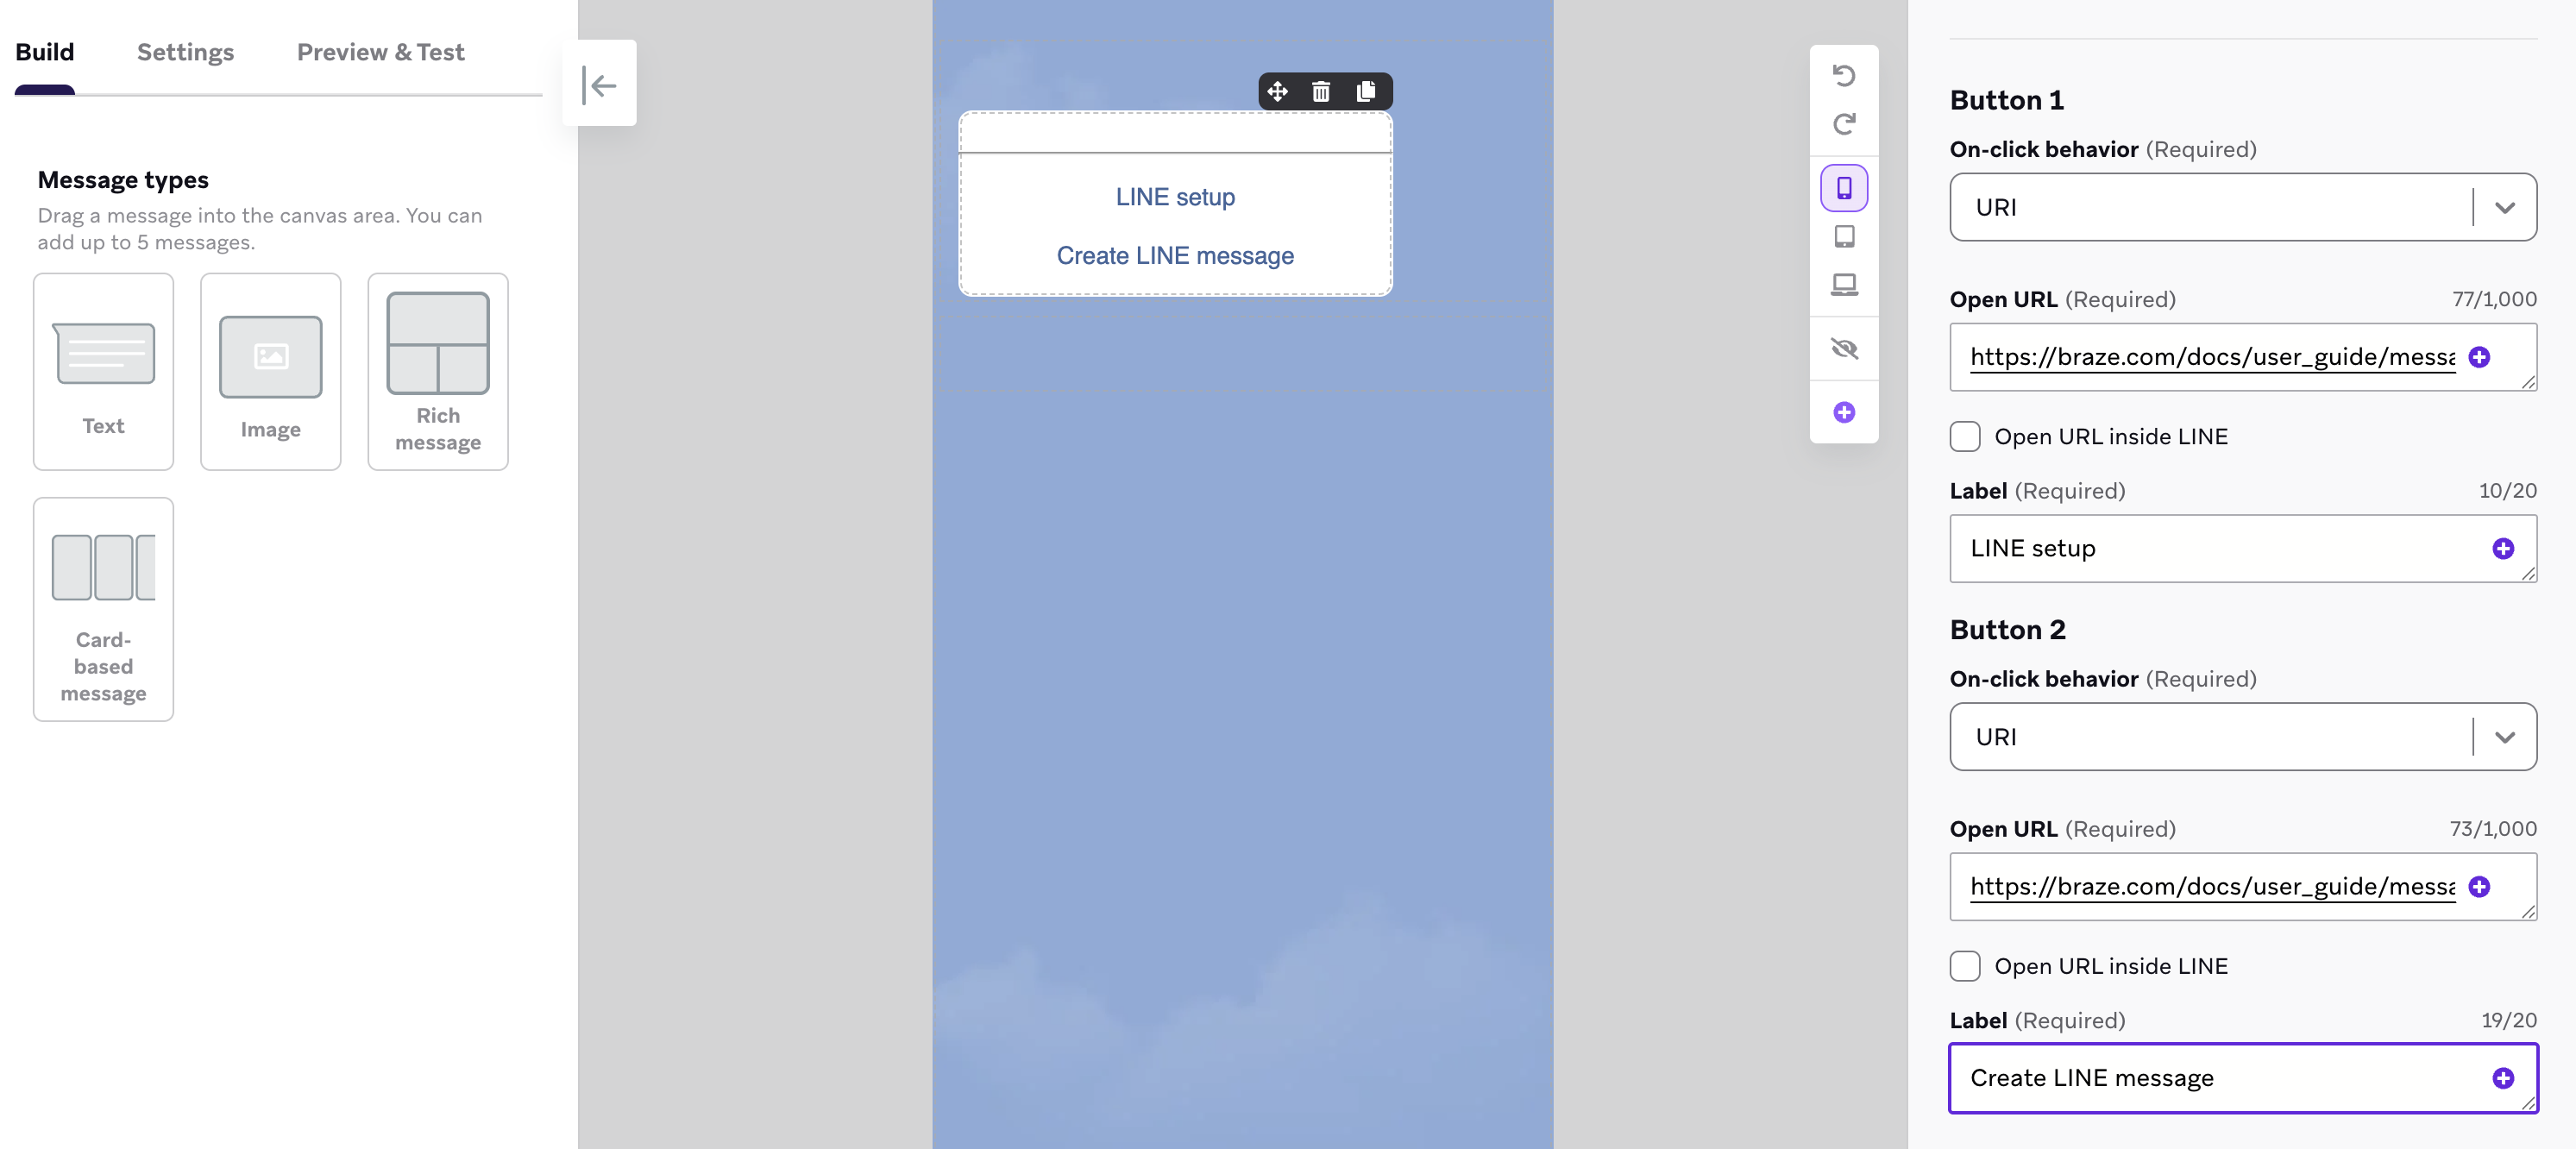 Build
Settings
Preview & Test
Message types
Drag a message into the canvas area. You can
add up to 5 messages.
Text
Image
Rich
message
Card-
based
message
LINE setup
Create LINE message
Button 1
On-click behavior (Required)
URI
Open URL (Required) 77/1,000
https://braze.com/docs/user_guide/messa
Open URL inside LINE
Label (Required) 10/20
LINE setup
Button 2
On-click behavior (Required)
URI
Open URL (Required) 73/1,000
https://braze.com/docs/user_guide/messa
Open URL inside LINE
Label (Required) 19/20
Create LINE message